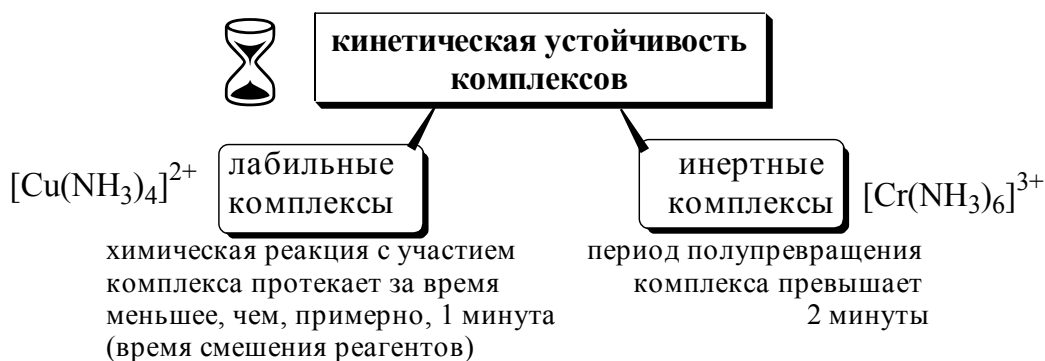 кинетическая устойчивость
комплексов
[Cu(NH₃)₄]²⁺
лабильные
комплексы
инертные
комплексы
[Cr(NH₃)₆]³⁺
химическая реакция с участием
комплекса протекает за время
меньшее, чем, примерно, 1 минута
(время смешения реагентов)
период полупревращения
комплекса превышает
2 минуты